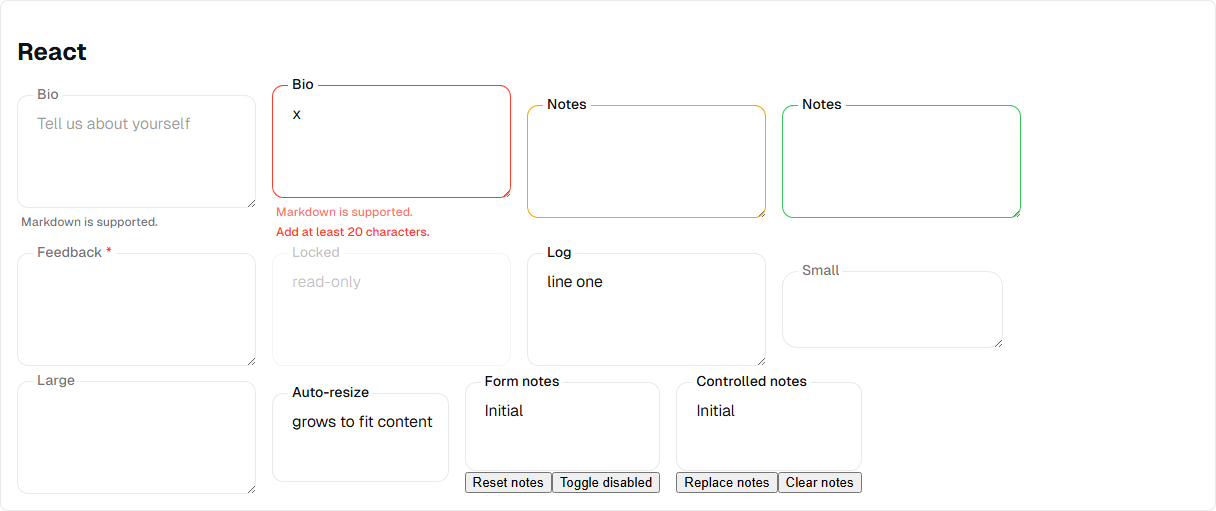 React
Bio
Tell us about yourself
Markdown is supported.
Bio
x
Markdown is supported.
Add at least 20 characters.
Notes
Notes
Feedback *
Locked
read-only
Log
line one
Small
Large
Auto-resize
grows to fit content
Form notes
Initial
Reset notes
Toggle disabled
Controlled notes
Initial
Replace notes
Clear notes